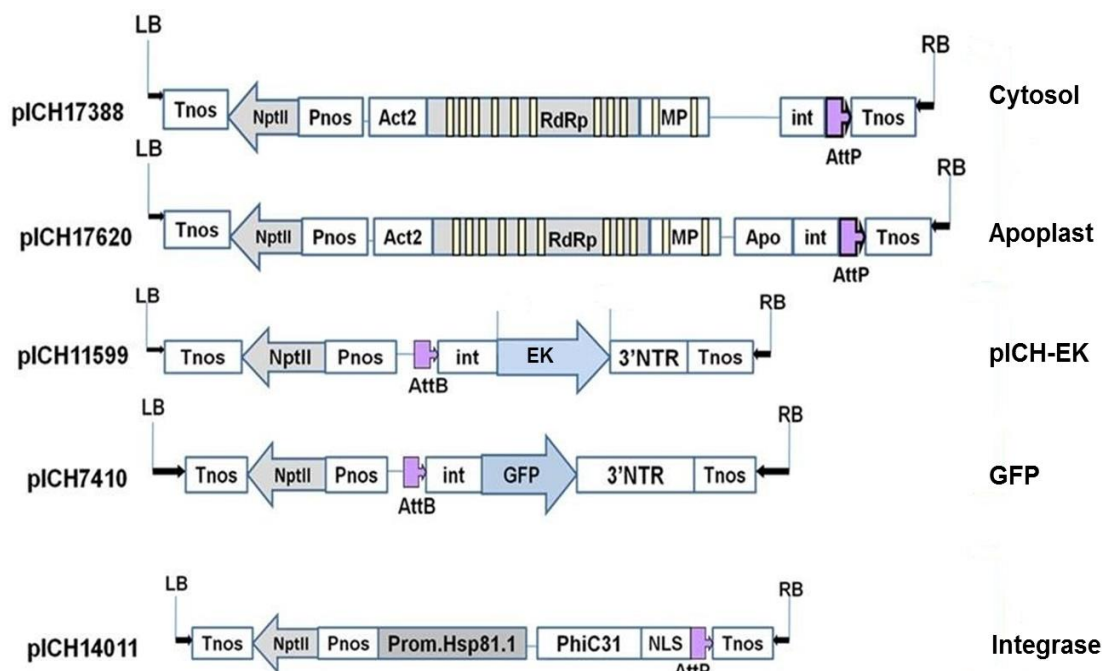 LB RB
pICH17388 Tnos NptII Pnos Act2 RdRp MP int Tnos Cytosol
AttP
LB RB
pICH17620 Tnos NptII Pnos Act2 RdRp MP Apo int Tnos Apoplast
AttP
LB RB
pICH11599 Tnos NptII Pnos int EK 3'NTR Tnos pICH-EK
AttB
LB RB
pICH7410 Tnos NptII Pnos int GFP 3'NTR Tnos GFP
AttB
LB RB
pICH14011 Tnos NptII Pnos Prom.Hsp81.1 PhiC31 NLS Tnos Integrase